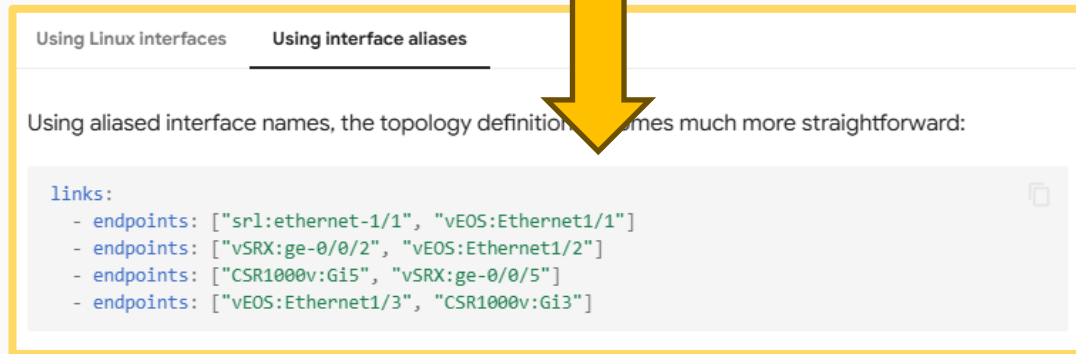 Using Linux interfaces Using interface aliases
Using aliased interface names, the topology definition omes much more straightforward:
links:
- endpoints: ["srl:ethernet-1/1", "vEOS:Ethernet1/1"]
- endpoints: ["vSRX:ge-0/0/2", "vEOS:Ethernet1/2"]
- endpoints: ["CSR1000v:Gi5", "vSRX:ge-0/0/5"]
- endpoints: ["vEOS:Ethernet1/3", "CSR1000v:Gi3"]